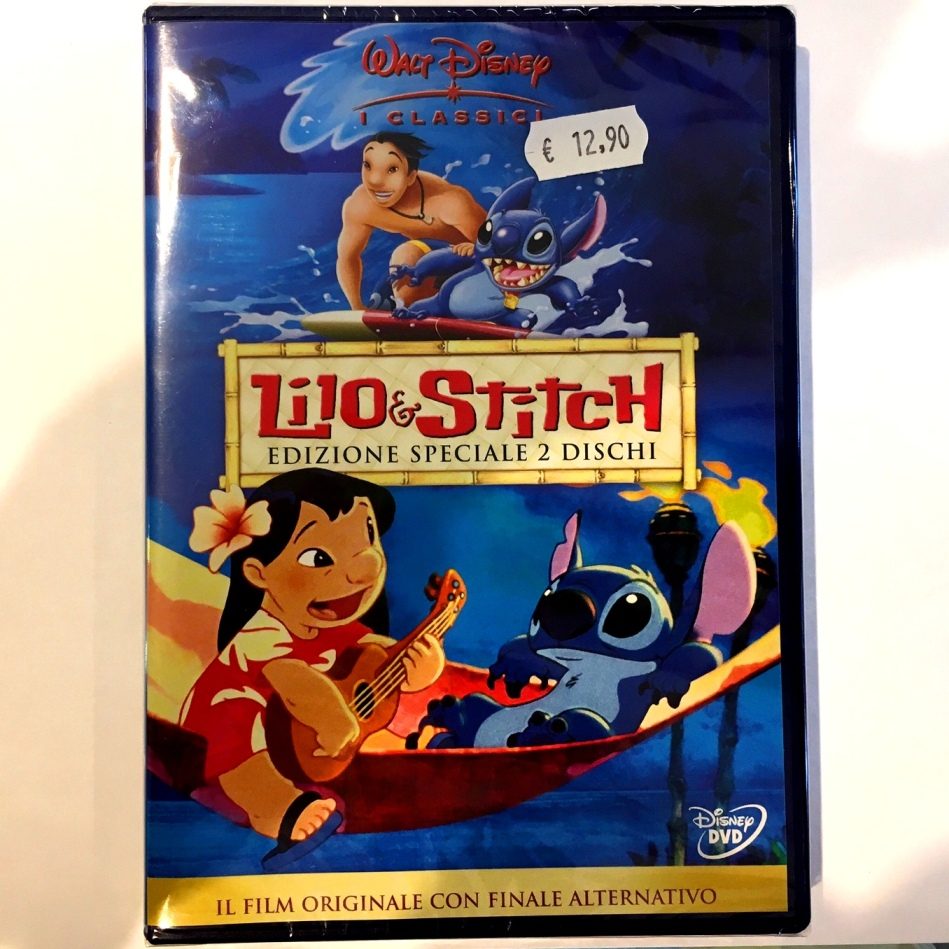 WALT DISNEY
I CLASSICI
€ 12,90
LILO & STITCH
EDIZIONE SPECIALE 2 DISCHI
DISNEY
DVD
IL FILM ORIGINALE CON FINALE ALTERNATIVO